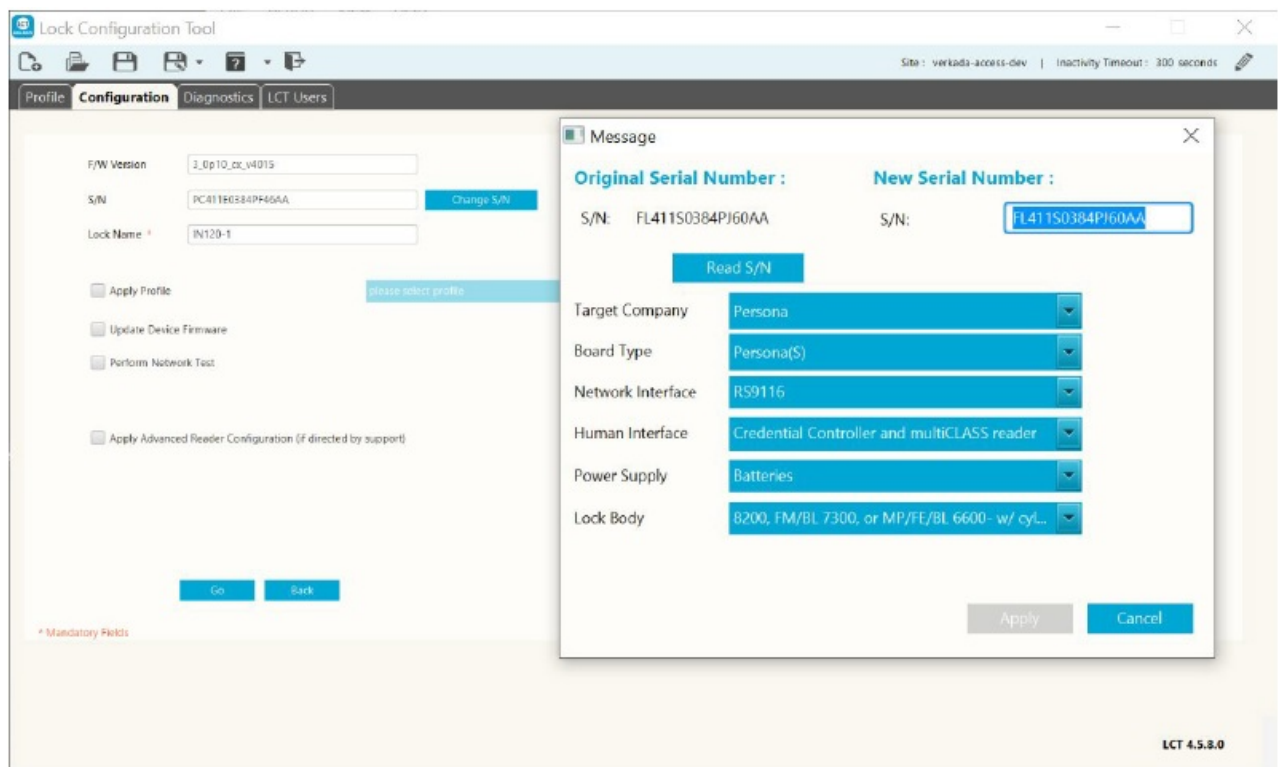 Lock Configuration Tool
Site : verkada-access-dev | Inactivity Timeout : 300 seconds
Profile Configuration Diagnostics LCT Users
F/W Version 3_0p10_cx_v4015
S/N PC411E0384PF46AA Change S/N
Lock Name * IN120-1
Apply Profile please select profile
Update Device Firmware
Perform Network Test
Apply Advanced Reader Configuration (if directed by support)
Go Back
* Mandatory Fields
Message
Original Serial Number : New Serial Number :
S/N: FL411S0384PJ60AA S/N: FL411S0384PJ60AA
Read S/N
Target Company Persona
Board Type Persona(S)
Network Interface RS9116
Human Interface Credential Controller and multiCLASS reader
Power Supply Batteries
Lock Body 8200, FM/BL 7300, or MP/FE/BL 6600- w/ cyl...
Apply Cancel
LCT 4.5.8.0